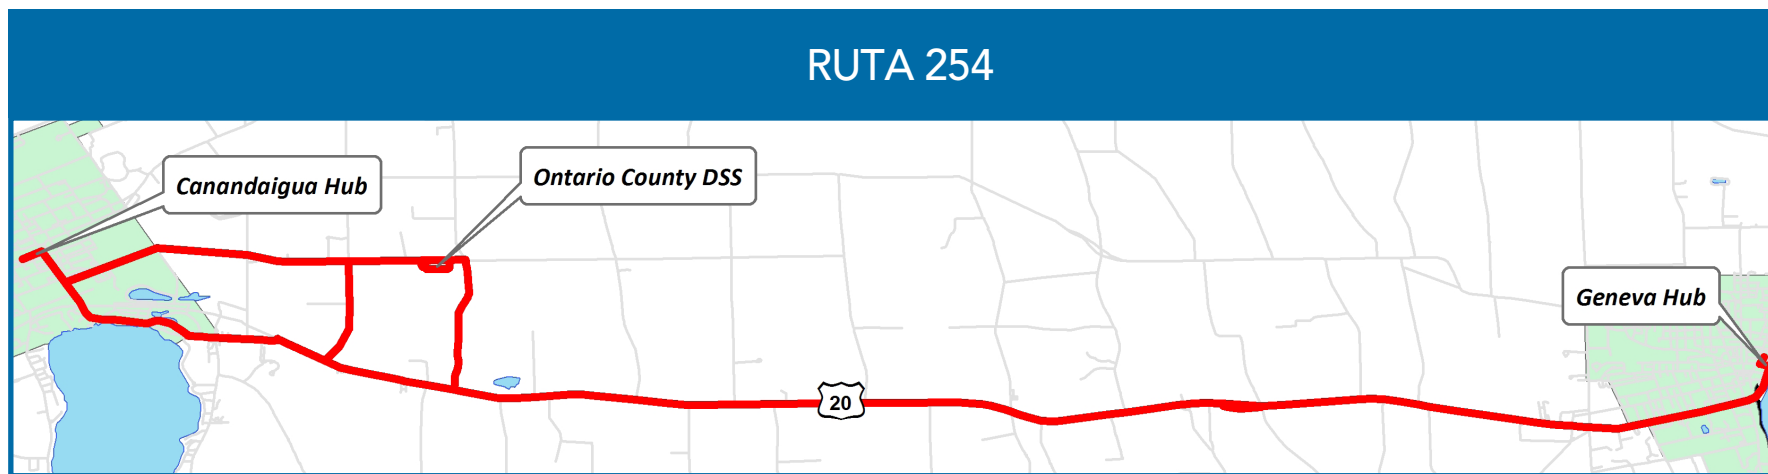 RUTA 254
Canandaigua Hub
Ontario County DSS
Geneva Hub
20